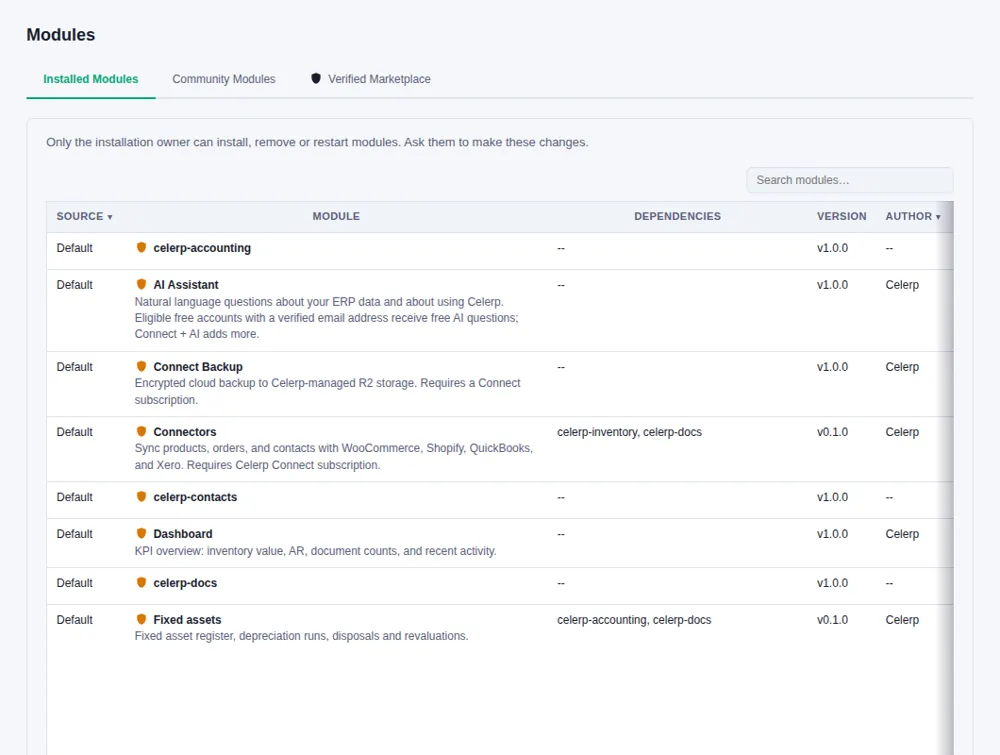 Modules
Installed Modules Community Modules Verified Marketplace
Only the installation owner can install, remove or restart modules. Ask them to make these changes.
Search modules…
SOURCE ▾ MODULE DEPENDENCIES VERSION AUTHOR ▾
Default celerp-accounting -- v1.0.0 --
Default AI Assistant -- v1.0.0 Celerp
Natural language questions about your ERP data and about using Celerp.
Eligible free accounts with a verified email address receive free AI questions;
Connect + AI adds more.
Default Connect Backup -- v1.0.0 Celerp
Encrypted cloud backup to Celerp-managed R2 storage. Requires a Connect
subscription.
Default Connectors celerp-inventory, celerp-docs v0.1.0 Celerp
Sync products, orders, and contacts with WooCommerce, Shopify, QuickBooks,
and Xero. Requires Celerp Connect subscription.
Default celerp-contacts -- v1.0.0 --
Default Dashboard -- v1.0.0 Celerp
KPI overview: inventory value, AR, document counts, and recent activity.
Default celerp-docs -- v1.0.0 --
Default Fixed assets celerp-accounting, celerp-docs v0.1.0 Celerp
Fixed asset register, depreciation runs, disposals and revaluations.